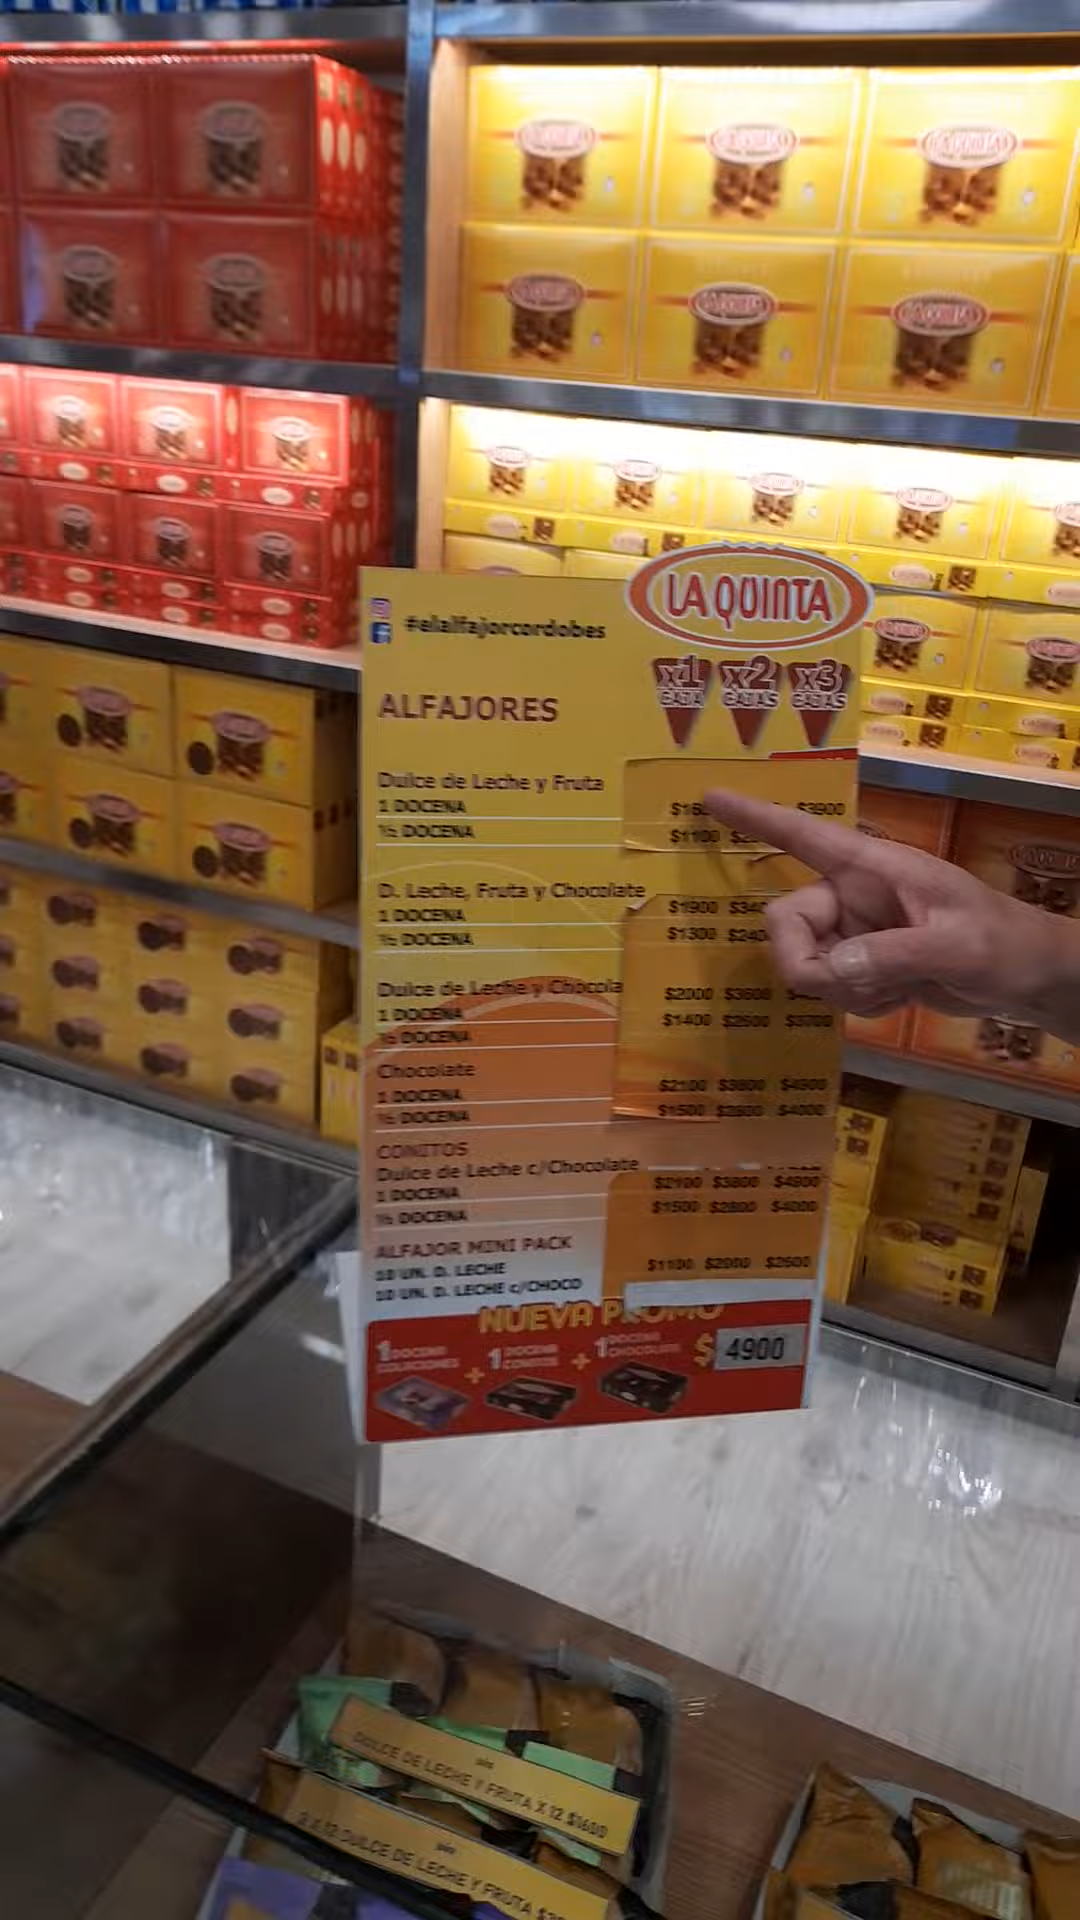 LA QUINTA
#elalfajorcordobes
x1 CAJA x2 CAJAS x3 CAJAS
ALFAJORES
Dulce de Leche y Fruta
1 DOCENA $3900
½ DOCENA $1100
D. Leche, Fruta y Chocolate
1 DOCENA $1900
½ DOCENA $1300
Dulce de Leche y Chocola
1 DOCENA $2000 $3600
½ DOCENA $1400 $2600 $3700
Chocolate
1 DOCENA $2100 $3800 $4900
½ DOCENA $1500 $2800 $4000
CONITOS
Dulce de Leche c/Chocolate
1 DOCENA $2100 $3800 $4900
½ DOCENA $1500 $2800 $4000
ALFAJOR MINI PACK
10 UN. D. LECHE $1100 $2000 $2600
10 UN. D. LECHE c/CHOCO
NUEVA PROMO
1 DOCENA + 1 DOCENA CONITOS + 1 DOCENA CHOCOLATE $ 4900
DULCE DE LECHE Y FRUTA X 12 $1600
DULCE DE LECHE Y FRUTA